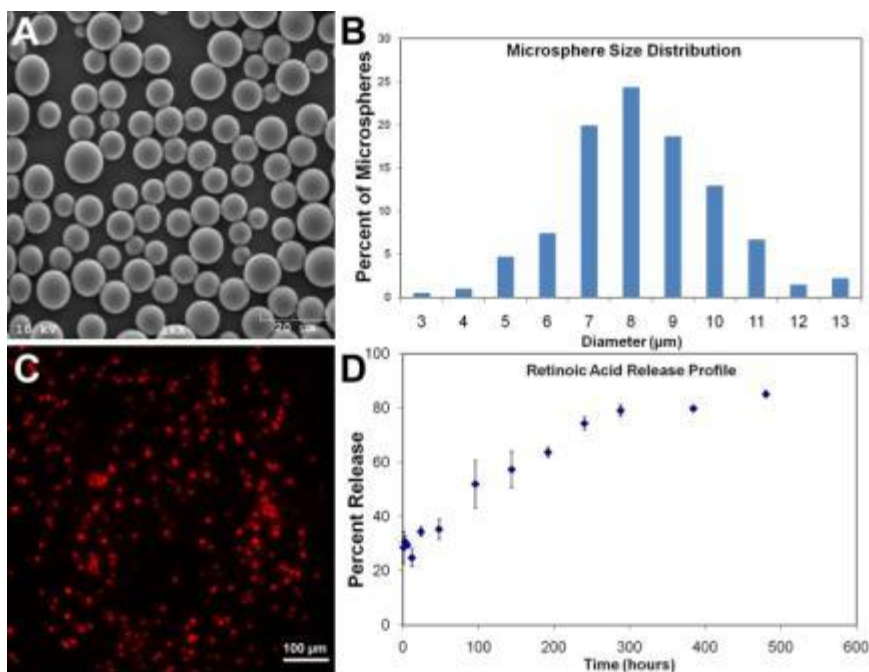 A
16 kV
20 μm
B
Microsphere Size Distribution
Percent of Microspheres
30
25
20
15
10
5
0
3 4 5 6 7 8 9 10 11 12 13
Diameter (μm)
C
100 μm
D
Retinoic Acid Release Profile
Percent Release
100
80
60
40
20
0
0 100 200 300 400 500 600
Time (hours)